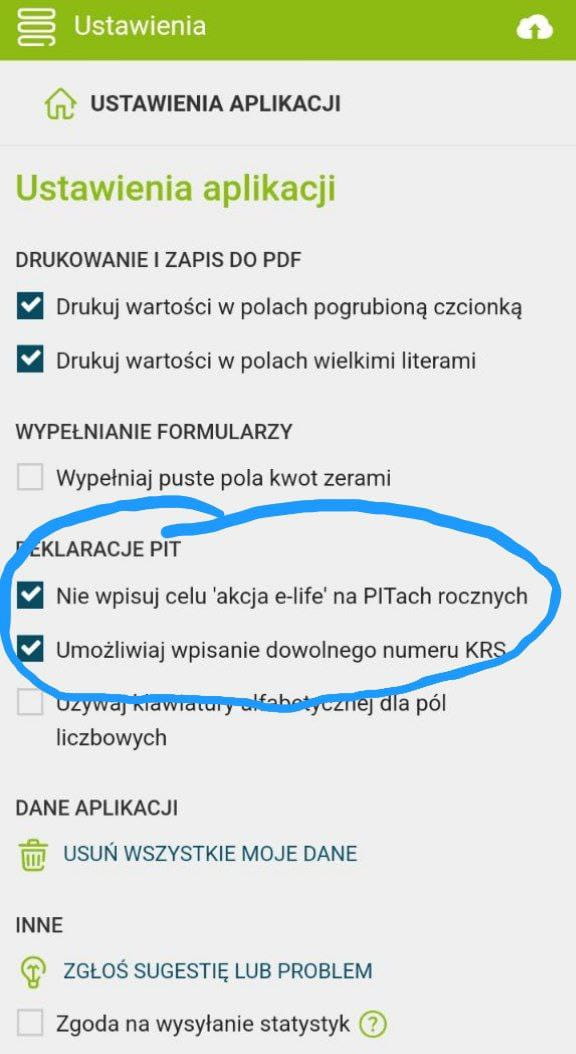 Ustawienia
USTAWIENIA APLIKACJI
Ustawienia aplikacji
DRUKOWANIE I ZAPIS DO PDF
Drukuj wartości w polach pogrubioną czcionką
Drukuj wartości w polach wielkimi literami
WYPEŁNIANIE FORMULARZY
Wypełniaj puste pola kwot zerami
DEKLARACJE PIT
Nie wpisuj celu 'akcja e-life' na PITach rocznych
Umożliwiaj wpisanie dowolnego numeru KRS
Używaj klawiatury alfabetycznej dla pól
liczbowych
DANE APLIKACJI
USUŃ WSZYSTKIE MOJE DANE
INNE
ZGŁOŚ SUGESTIĘ LUB PROBLEM
Zgoda na wysyłanie statystyk ?